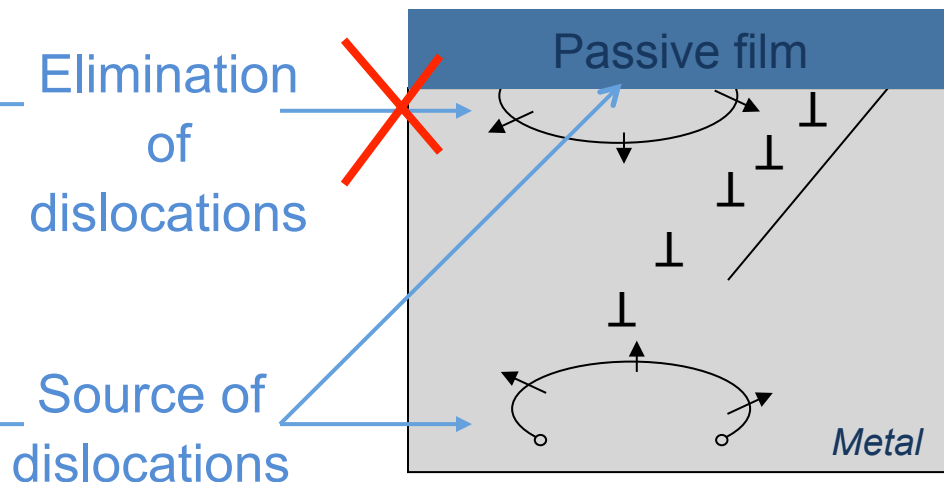 Passive film
Elimination
of
dislocations
Source of
dislocations
Metal